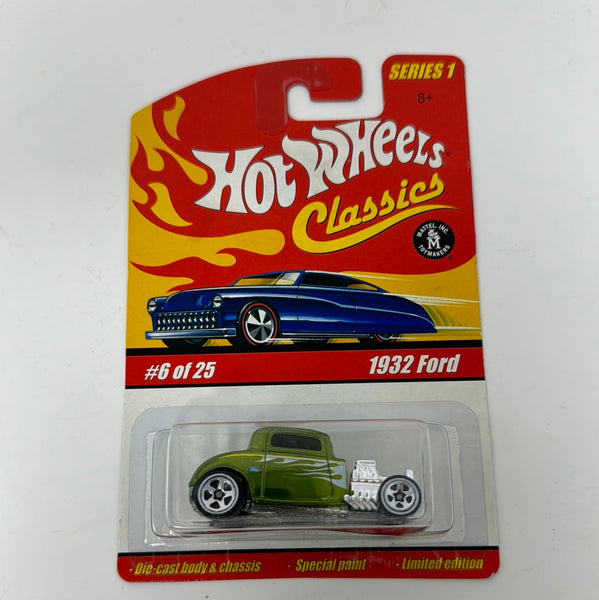 SERIES 1
8+
HOT WHEELS
Classics
MATTEL, INC.
M
TOYMAKERS
#6 of 25
1932 Ford
Ford
- Die-cast body & chassis - Special paint - Limited edition